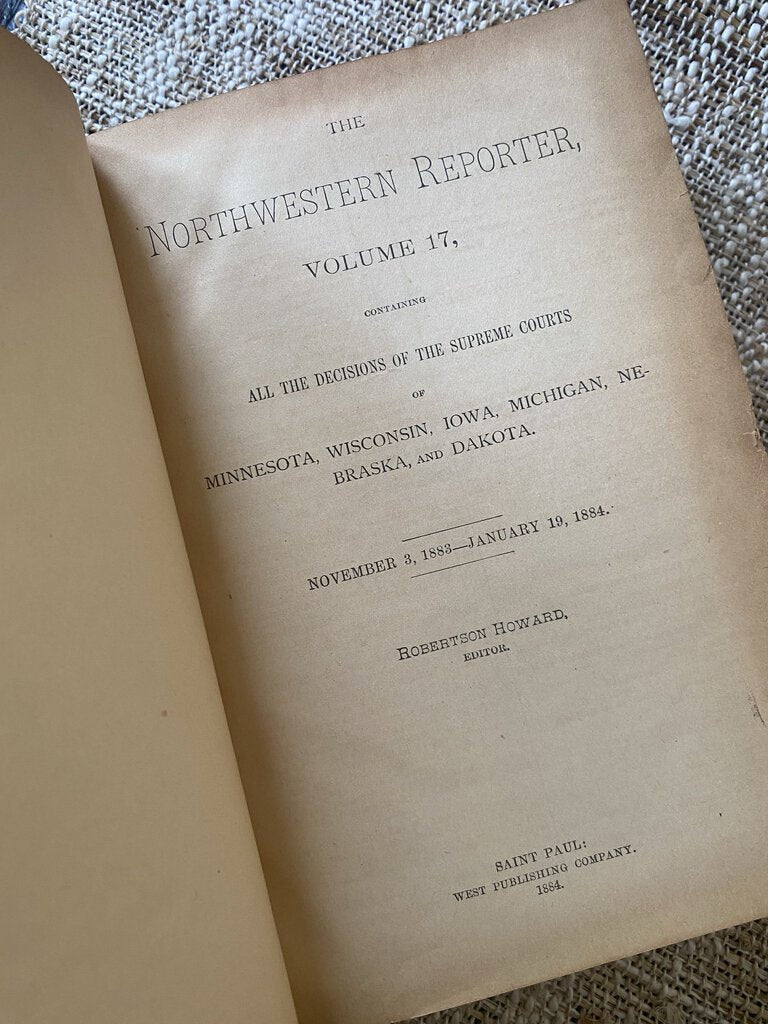 THE
NORTHWESTERN REPORTER,
VOLUME 17,
CONTAINING
ALL THE DECISIONS OF THE SUPREME COURTS
OF
MINNESOTA, WISCONSIN, IOWA, MICHIGAN, NE-
BRASKA, AND DAKOTA.
NOVEMBER 3, 1883—JANUARY 19, 1884.
ROBERTSON HOWARD,
EDITOR.
SAINT PAUL:
WEST PUBLISHING COMPANY.
1884.